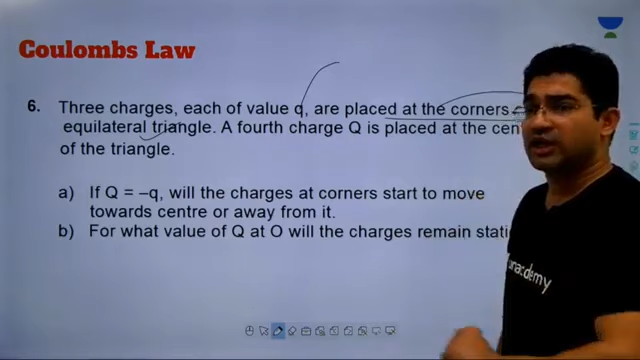 Coulombs Law
6. Three charges, each of value q, are placed at the corners
equilateral triangle. A fourth charge Q is placed at the
of the triangle.
a) If Q = –q, will the charges at corners start to move
towards centre or away from it.
b) For what value of Q at O will the charges remain
unacademy